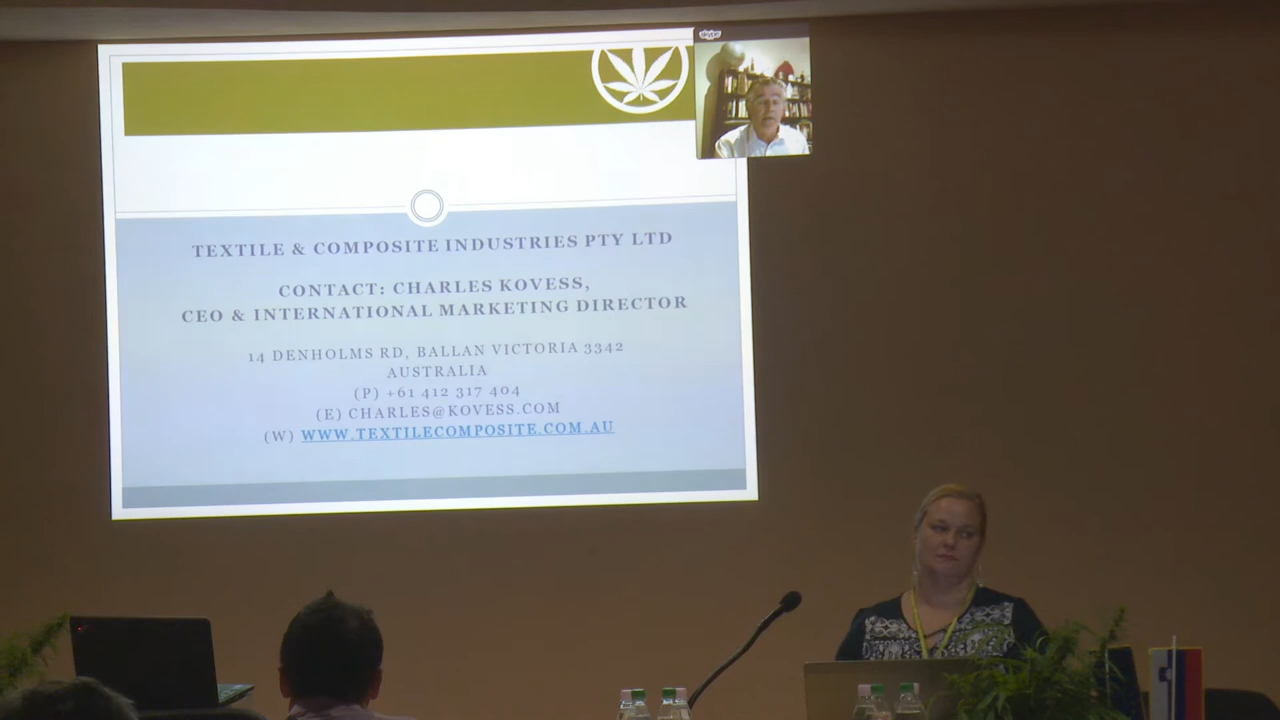 skype
TEXTILE & COMPOSITE INDUSTRIES PTY LTD
CONTACT: CHARLES KOVESS,
CEO & INTERNATIONAL MARKETING DIRECTOR
14 DENHOLMS RD, BALLAN VICTORIA 3342
AUSTRALIA
(P) +61 412 317 404
(E) CHARLES@KOVESS.COM
(W) WWW.TEXTILECOMPOSITE.COM.AU